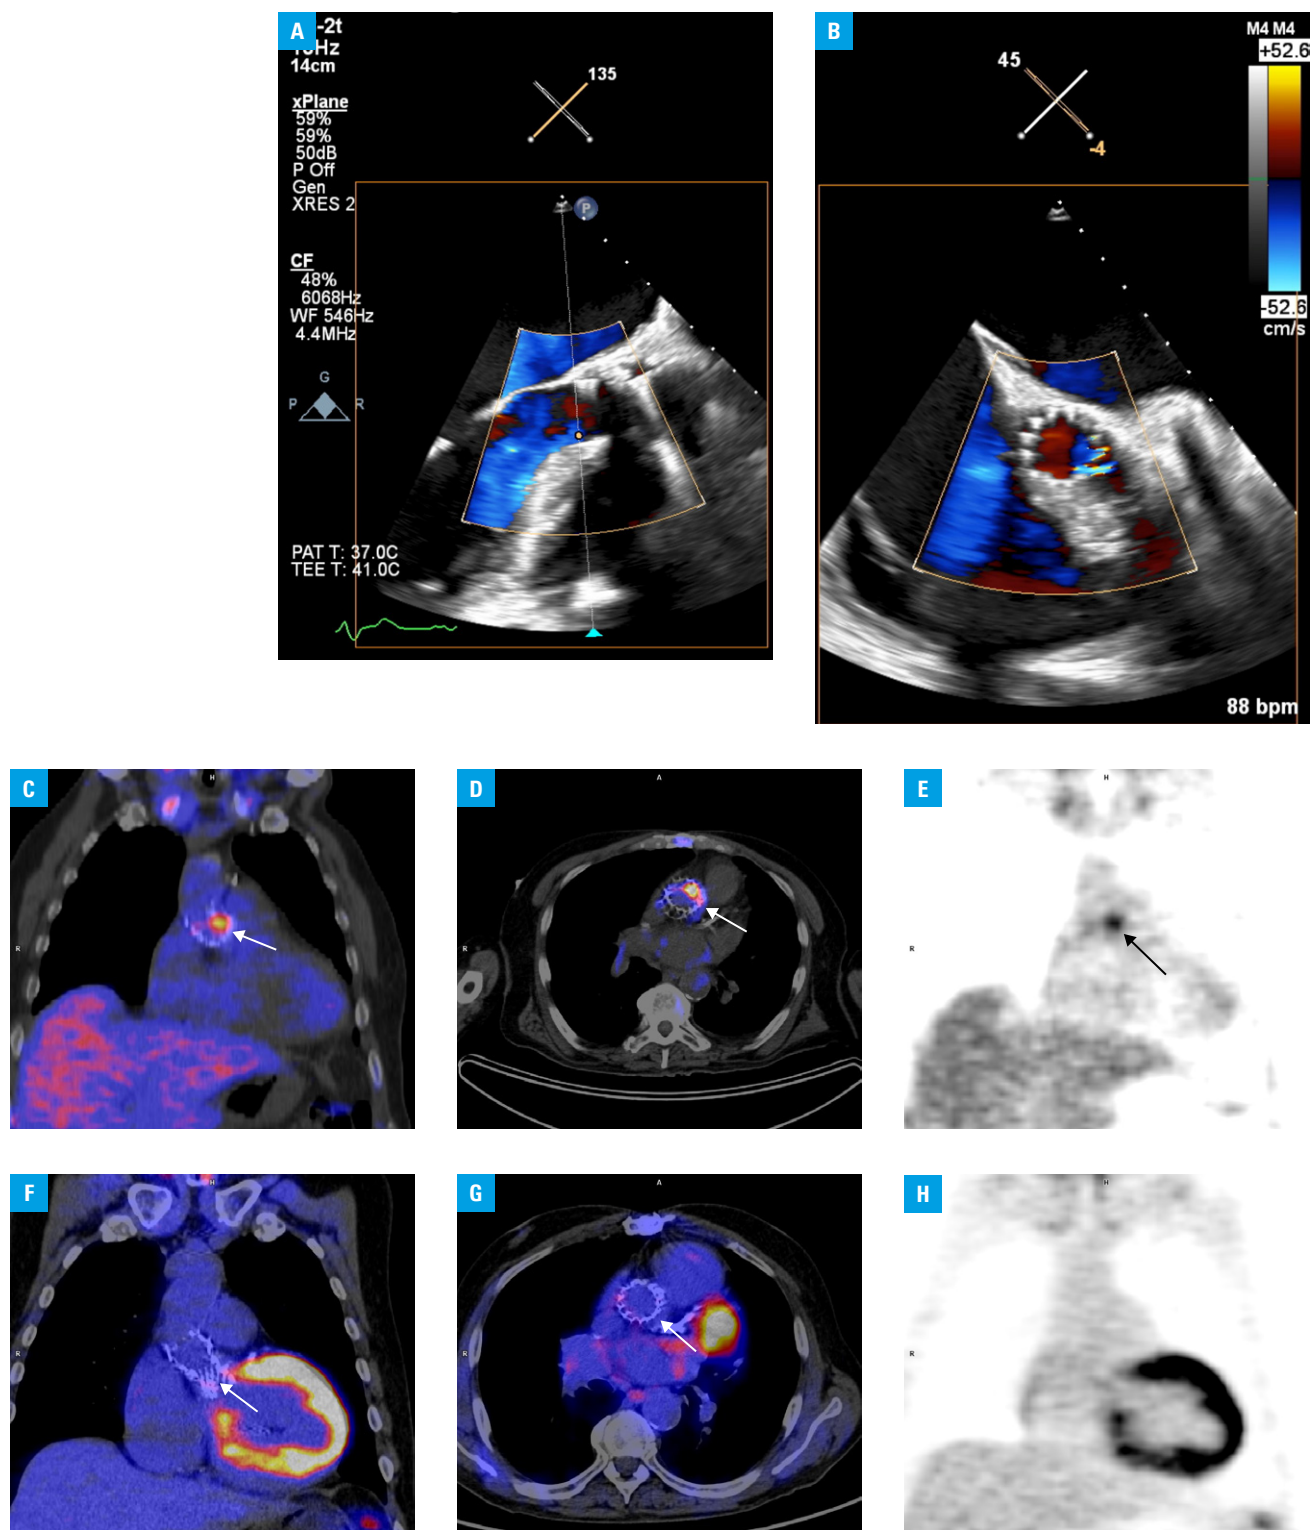 A
-2t
14cm
135
xPlane
59%
59%
50dB
P Off
Gen
XRES 2
P
CF
48%
6068Hz
WF 546Hz
4.4MHz
G
P R
PAT T: 37.0C
TEE T: 41.0C
B
M4 M4
+52.6
45
-4
-52.6
cm/s
88 bpm
C
H
R
D
A
R
E
H
R
F
H
R
G
A
R
H
H
R